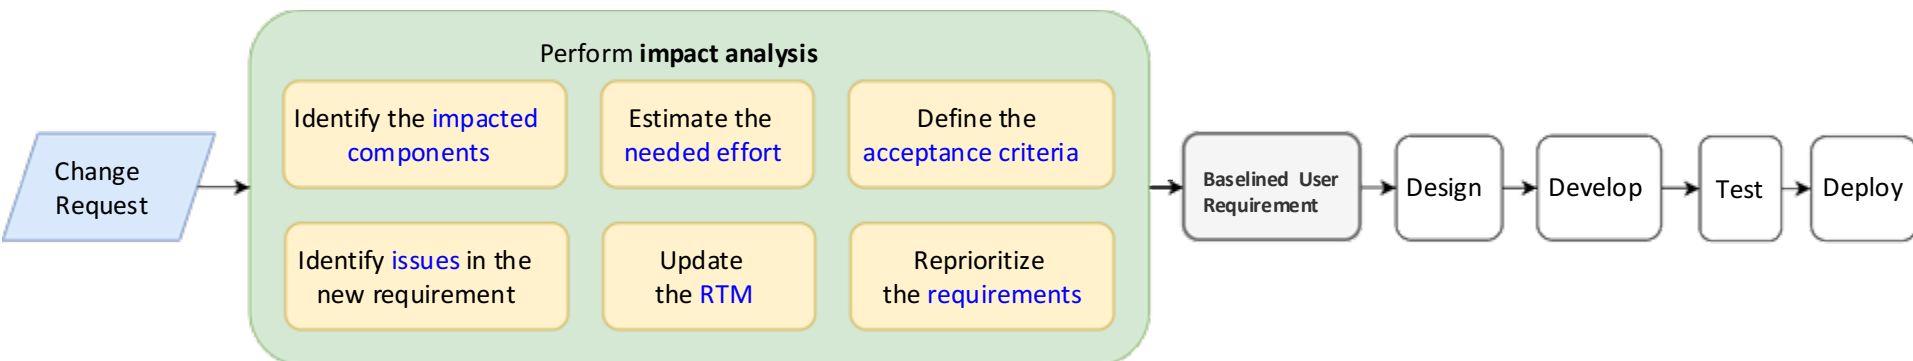 Change
Request
Perform impact analysis
Identify the impacted
components
Estimate the
needed effort
Define the
acceptance criteria
Identify issues in the
new requirement
Update
the RTM
Reprioritize
the requirements
Baselined User
Requirement
Design
Develop
Test
Deploy